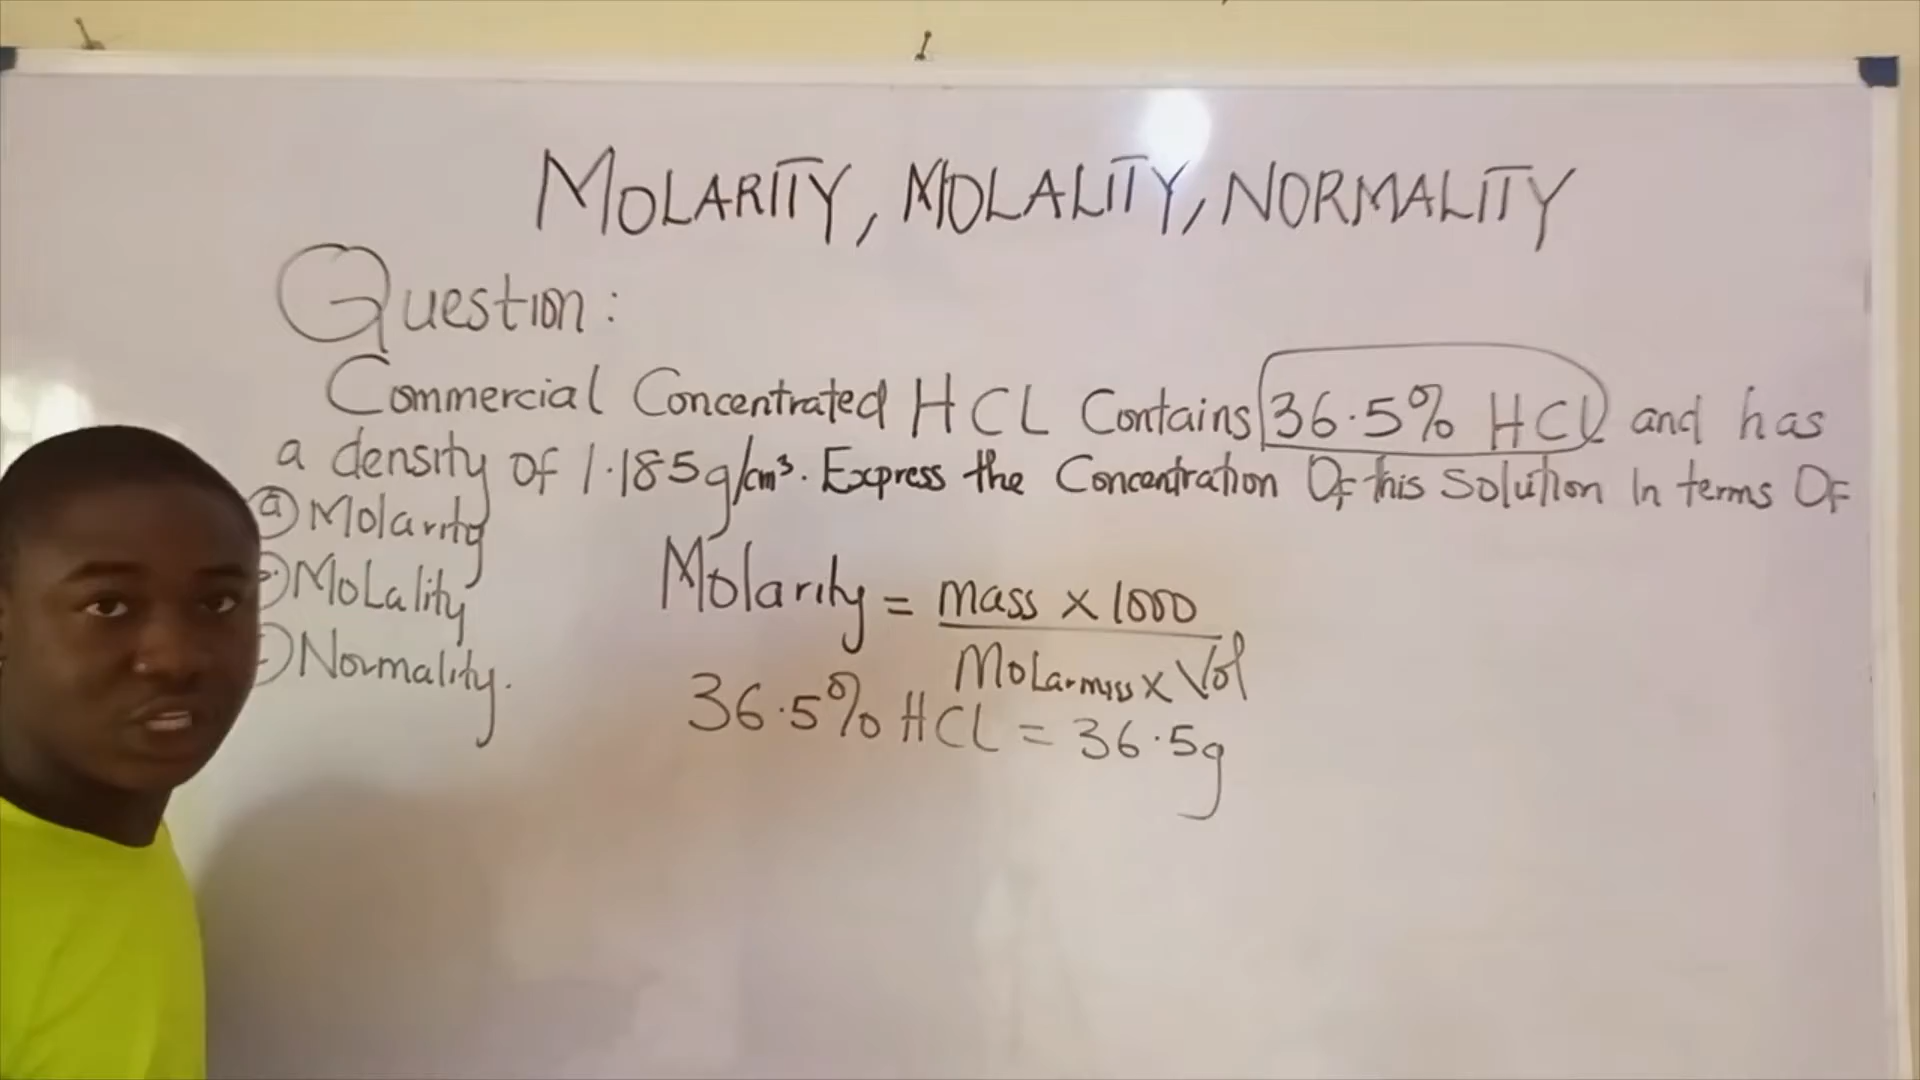 MOLARITY, MOLALITY, NORMALITY
Question:
Commercial Concentrated HCL Contains 36.5% HCl and has
a density of 1.185g/cm³. Express the Concentration Of this Solution In terms OF
ⓐ Molarity
MoLality
Normality.
Molarity = mass x 1000
Molar mass x Vol
36.5% HCL = 36.5g